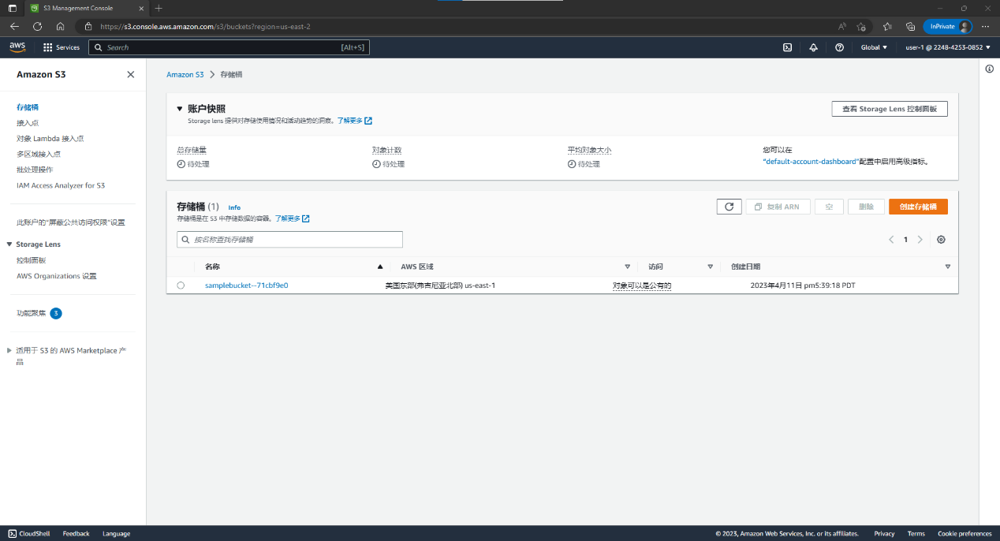 S3 Management Console
https://s3.console.aws.amazon.com/s3/buckets?region=us-east-2
InPrivate
aws
Services
Search
[Alt+S]
Global
user-1 @ 2248-4253-0852
Amazon S3
存储桶
接入点
对象 Lambda 接入点
多区域接入点
批处理操作
IAM Access Analyzer for S3
此账户的“屏蔽公共访问权限”设置
Storage Lens
控制面板
AWS Organizations 设置
功能聚焦 3
适用于 S3 的 AWS Marketplace 产
品
Amazon S3 存储桶
账户快照
Storage lens 提供对存储使用情况和活动趋势的洞察。了解更多
查看 Storage Lens 控制面板
总存储量
待处理
对象计数
待处理
平均对象大小
待处理
您可以在
“default-account-dashboard”配置中启用高级指标。
存储桶 (1) Info
存储桶是在 S3 中存储数据的容器。了解更多
复制 ARN
空
删除
创建存储桶
按名称查找存储桶
1
名称 AWS 区域 访问 创建日期
samplebucket--71cbf9e0 美国东部(弗吉尼亚北部) us-east-1 对象可以是公有的 2023年4月11日 pm5:39:18 PDT
CloudShell Feedback Language
© 2023, Amazon Web Services, Inc. or its affiliates. Privacy Terms Cookie preferences